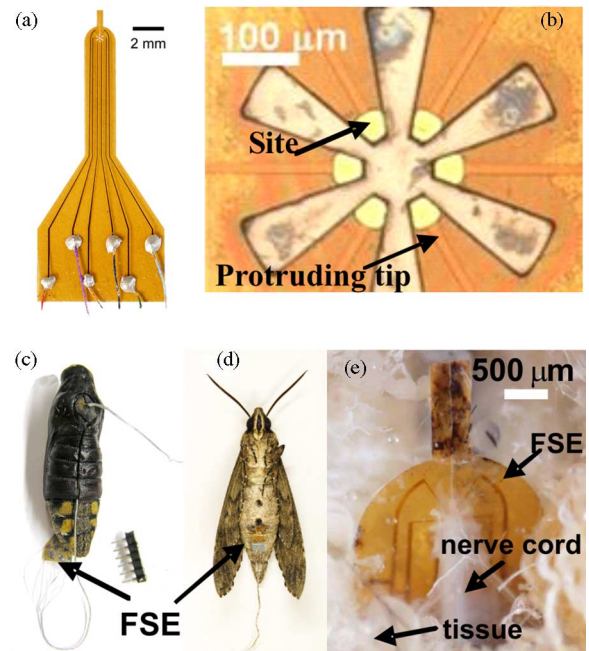 (a)
2 mm
100 μm
(b)
Site
Protruding tip
(c)
FSE
(d)
(e)
500 μm
FSE
nerve cord
tissue